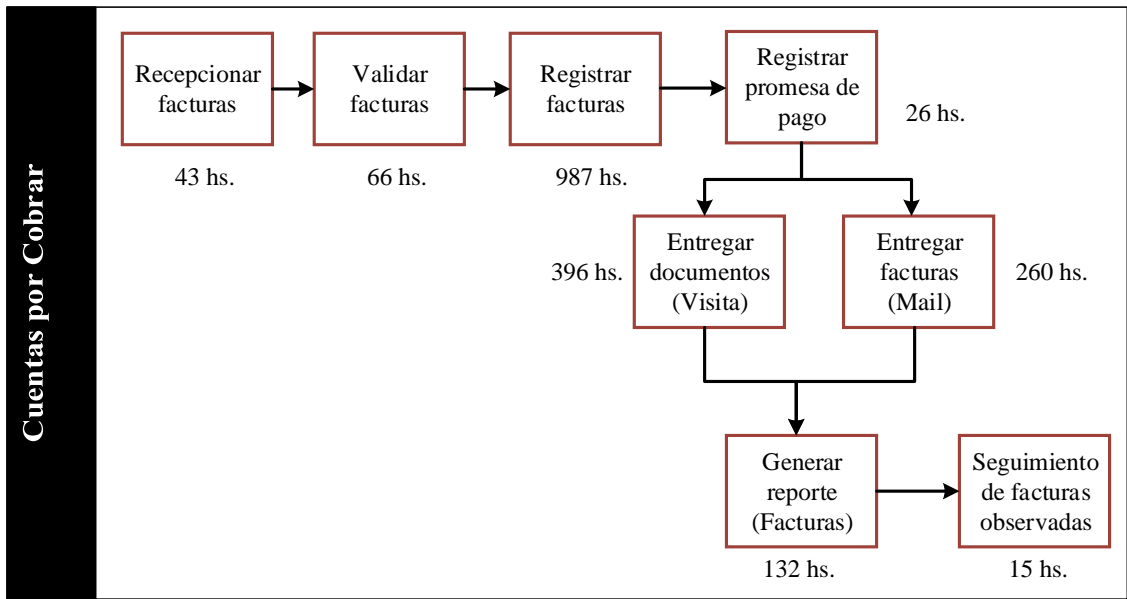 Cuentas por Cobrar
Recepcionar
facturas
43 hs.
Validar
facturas
66 hs.
Registrar
facturas
987 hs.
Registrar
promesa de
pago
26 hs.
Entregar
documentos
(Visita)
396 hs.
Entregar
facturas
(Mail)
260 hs.
Generar
reporte
(Facturas)
132 hs.
Seguimiento
de facturas
observadas
15 hs.